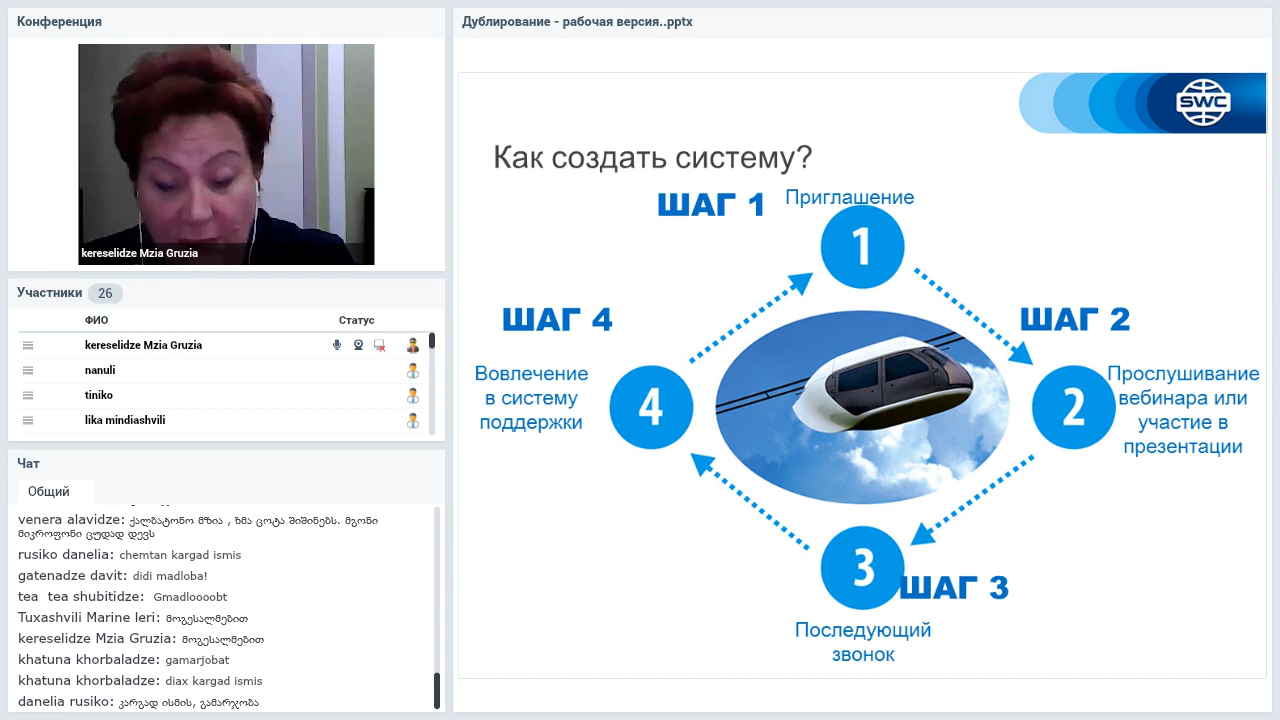 Конференция
kereselidze Mzia Gruzia
Участники 26
ФИО Статус
kereselidze Mzia Gruzia
nanuli
tiniko
lika mindiashvili
Чат
Общий
venera alavidze: ქალბატონო მზია , ხმა ცოტა შიშინებს. მგონი
მიკროფონი ცუდად დევს
rusiko danelia: chemtan kargad ismis
gatenadze davit: didi madloba!
tea tea shubitidze: Gmadloooobt
Tuxashvili Marine leri: მოგესალმებით
kereselidze Mzia Gruzia: მოგესალმებით
khatuna khorbaladze: gamarjobat
khatuna khorbaladze: diax kargad ismis
danelia rusiko: კარგად ისმის, გამარჯობა
Дублирование - рабочая версия..pptx
SWC
Как создать систему?
ШАГ 1
Приглашение
1
ШАГ 2
2
Прослушивание
вебинара или
участие в
презентации
ШАГ 3
3
Последующий
звонок
ШАГ 4
4
Вовлечение
в систему
поддержки